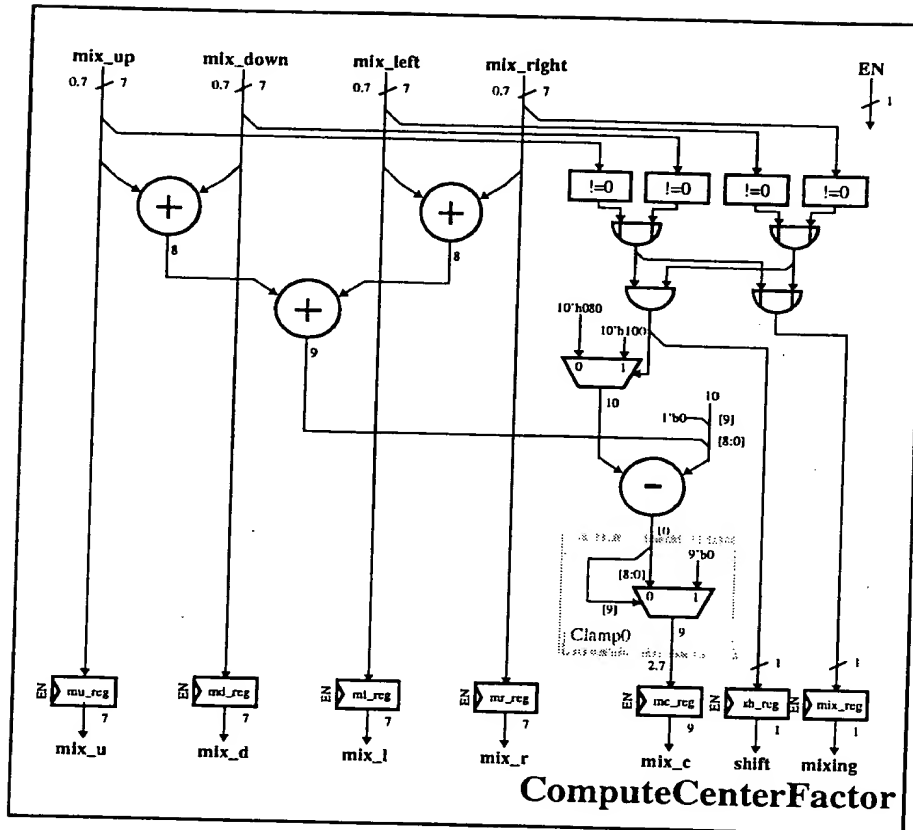 mix_up mix_down mix_left mix_right EN
0.7 7 0.7 7 0.7 7 0.7 7 1
!=0 !=0 !=0 !=0
+ +
8 8
+
9
10'h080 10'h100
0 1
10 10
1'b0 [9]
[8:0]
-
10
9'b0
[8:0] 0 1
[9]
Clamp0 9
2.7 1 1
EN mu_reg EN md_reg EN ml_reg EN mr_reg EN mc_reg EN sh_reg EN mix_reg
7 7 7 7 9 1 1
mix_u mix_d mix_l mix_r mix_c shift mixing
ComputeCenterFactor